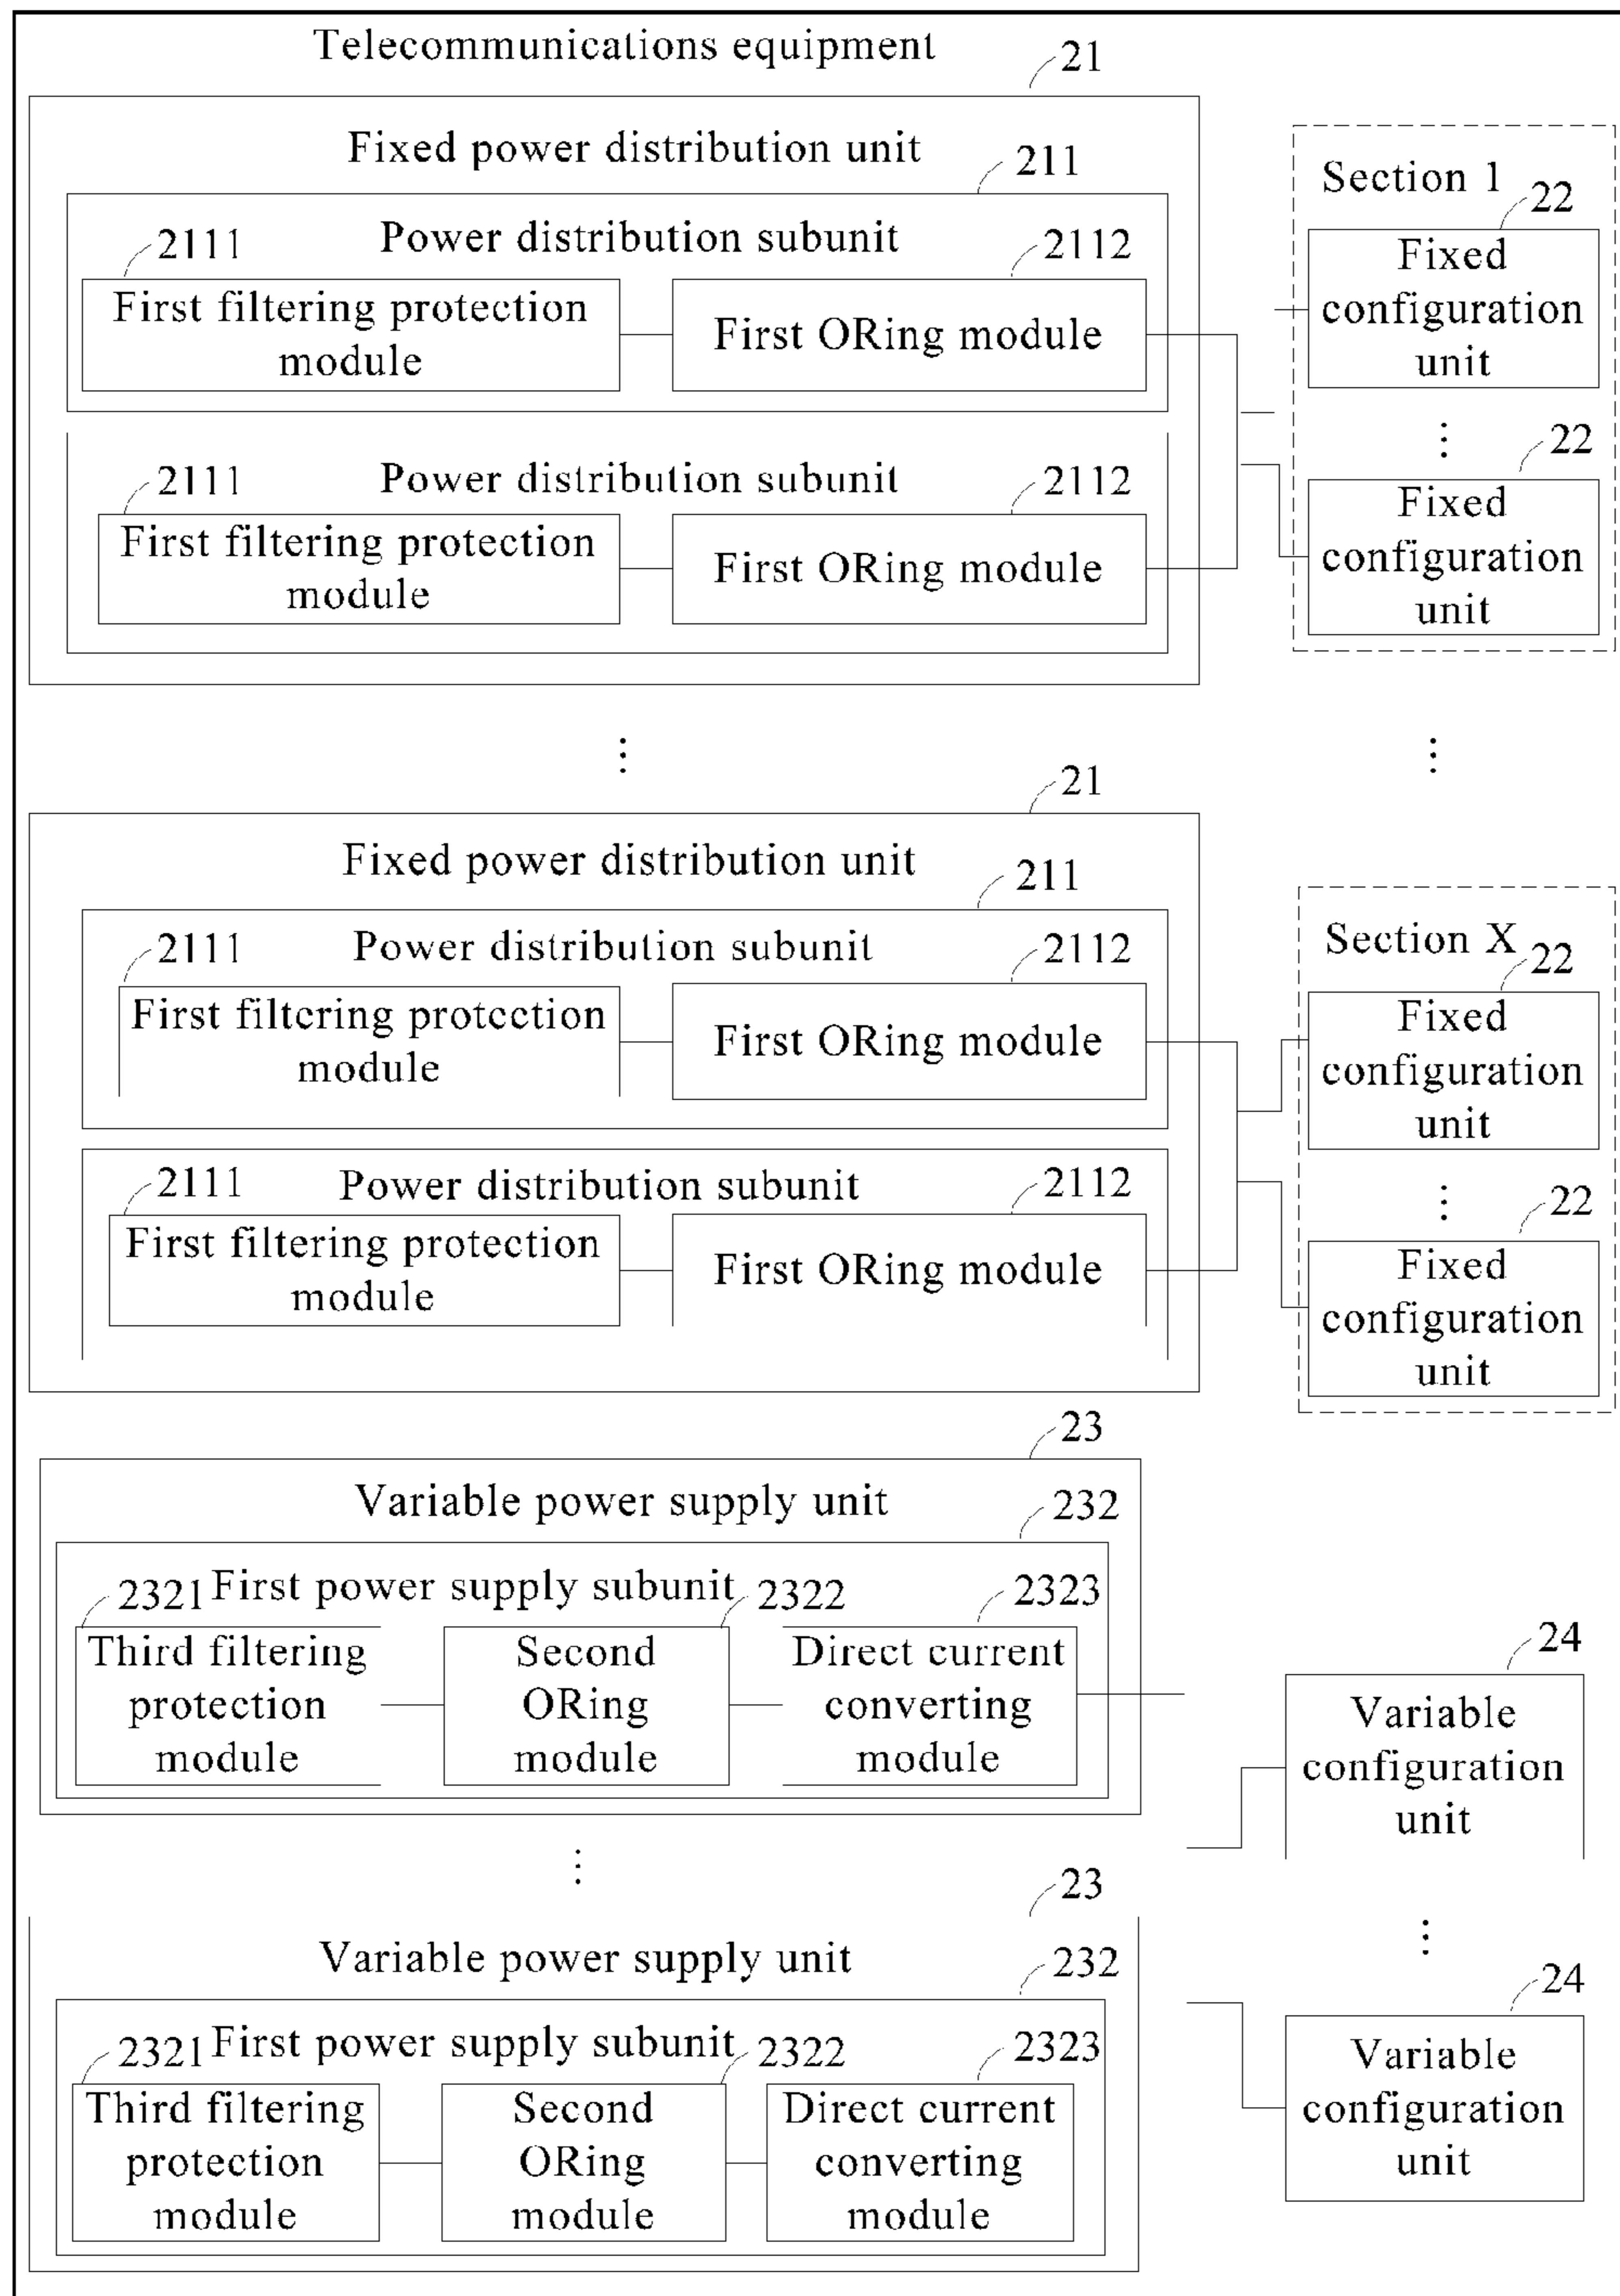 Telecommunications equipment
21
Fixed power distribution unit
211
Power distribution subunit
2111
2112
First filtering protection
module
First ORing module
Power distribution subunit
2111
2112
First filtering protection
module
First ORing module
Section 1
22
Fixed
configuration
unit
⋮
22
Fixed
configuration
unit
⋮
⋮
21
Fixed power distribution unit
211
Power distribution subunit
2111
2112
First filtering protection
module
First ORing module
Power distribution subunit
2111
2112
First filtering protection
module
First ORing module
Section X
22
Fixed
configuration
unit
⋮
22
Fixed
configuration
unit
23
Variable power supply unit
232
2321
First power supply subunit
2322
2323
Third filtering
protection
module
Second
ORing
module
Direct current
converting
module
24
Variable
configuration
unit
⋮
23
Variable power supply unit
232
2321
First power supply subunit
2322
2323
Third filtering
protection
module
Second
ORing
module
Direct current
converting
module
⋮
24
Variable
configuration
unit